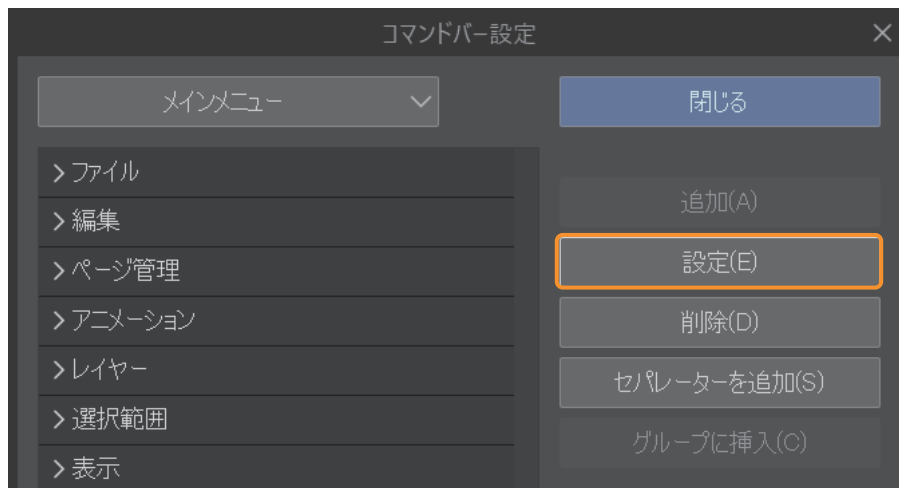 コマンドバー設定
メインメニュー
閉じる
ファイル
編集
ページ管理
アニメーション
レイヤー
選択範囲
表示
追加(A)
設定(E)
削除(D)
セパレーターを追加(S)
グループに挿入(C)